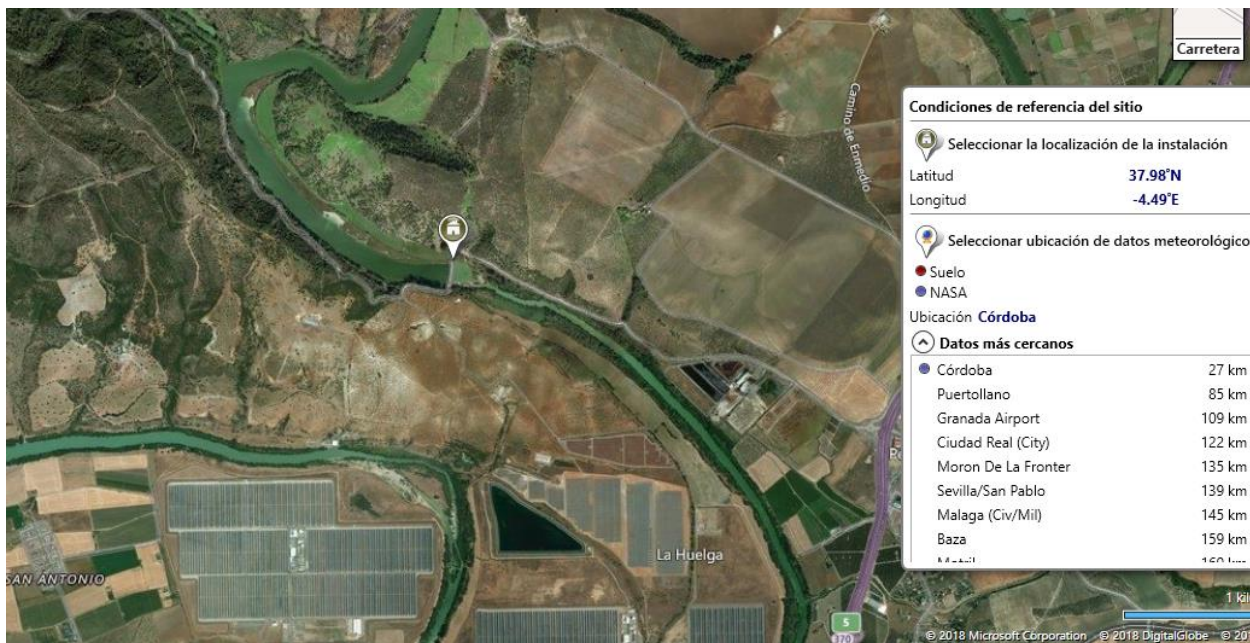 Carretera
Condiciones de referencia del sitio
Seleccionar la localización de la instalación
Latitud 37.98°N
Longitud -4.49°E
Seleccionar ubicación de datos meteorológico
Suelo
NASA
Ubicación Córdoba
Datos más cercanos
Córdoba 27 km
Puertollano 85 km
Granada Airport 109 km
Ciudad Real (City) 122 km
Moron De La Fronter 135 km
Sevilla/San Pablo 139 km
Malaga (Civ/Mil) 145 km
Baza 159 km
Camino de Enmedio
La Huelga
SAN ANTONIO
5
370
© 2018 Microsoft Corporation © 2018 DigitalGlobe